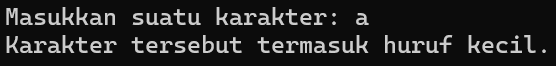 Masukkan suatu karakter: a
Karakter tersebut termasuk huruf kecil.